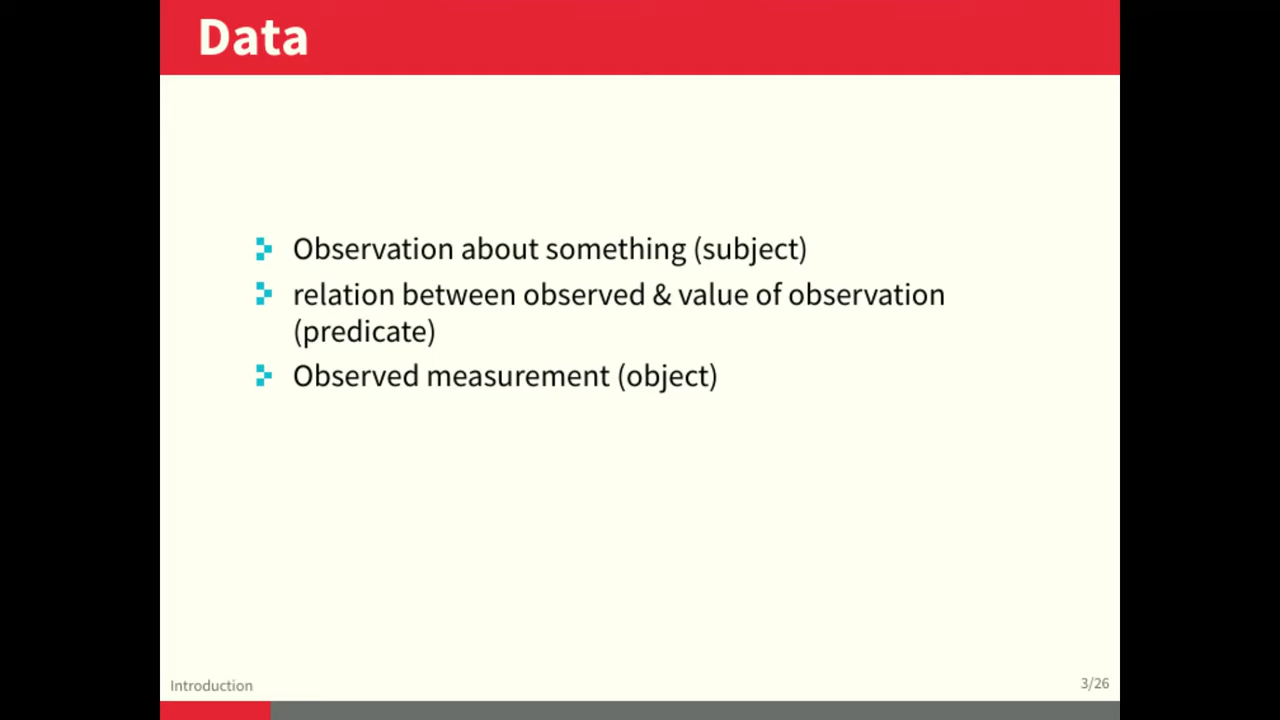 Data
Observation about something (subject)
relation between observed & value of observation
(predicate)
Observed measurement (object)
Introduction
3/26